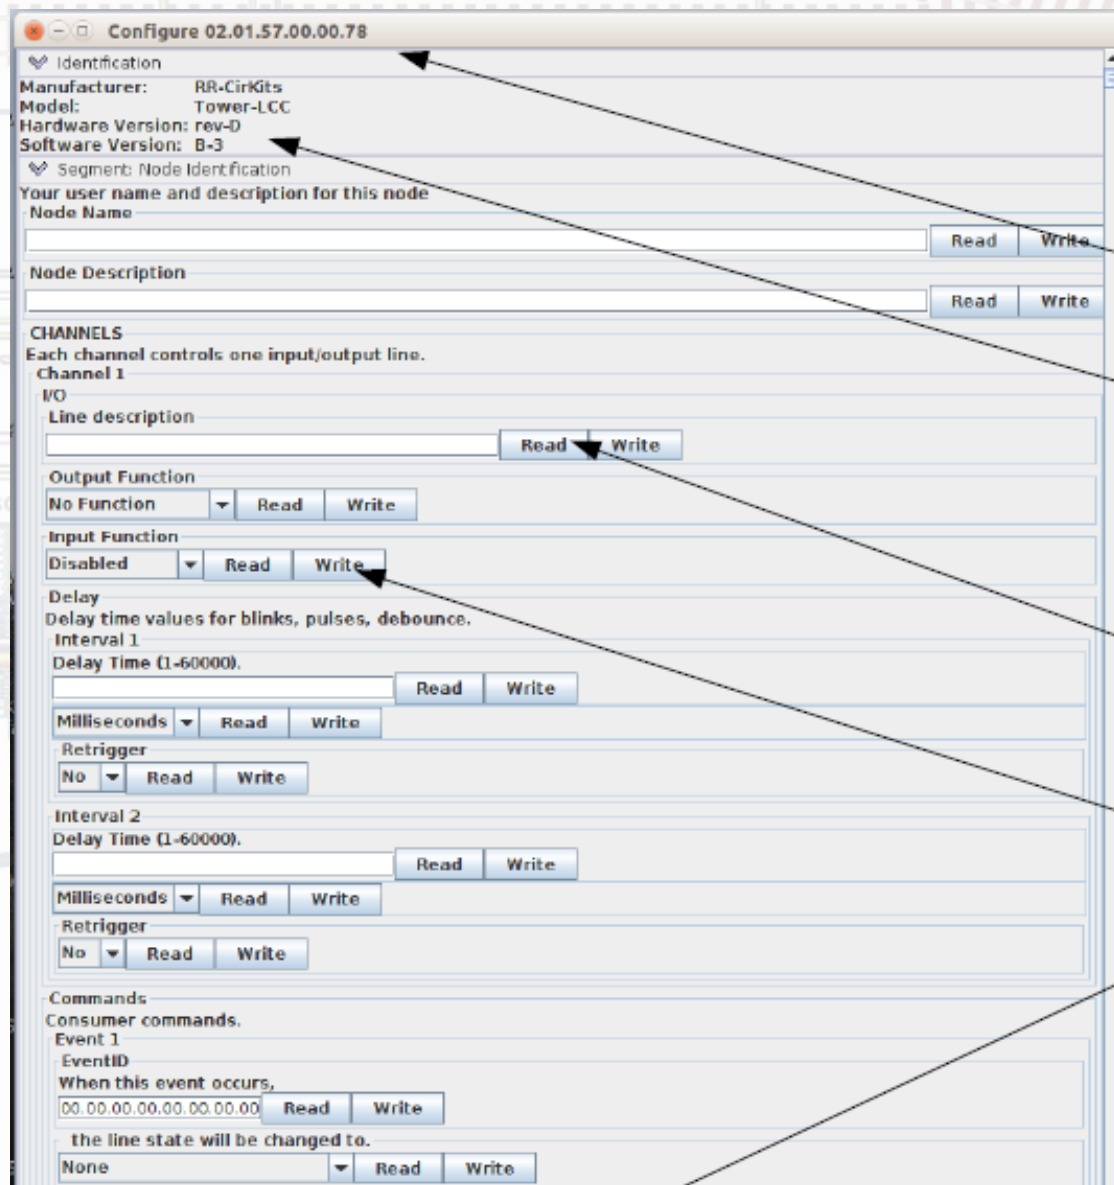 Configure 02.01.57.00.00.78
Identification
Manufacturer: RR-CirKits
Model: Tower-LCC
Hardware Version: rev-D
Software Version: B-3
Segment: Node Identification
Your user name and description for this node
Node Name
Read Write
Node Description
Read Write
CHANNELS
Each channel controls one input/output line.
Channel 1
I/O
Line description
Read Write
Output Function
No Function Read Write
Input Function
Disabled Read Write
Delay
Delay time values for blinks, pulses, debounce.
Interval 1
Delay Time (1-60000).
Read Write
Milliseconds Read Write
Retrigger
No Read Write
Interval 2
Delay Time (1-60000).
Read Write
Milliseconds Read Write
Retrigger
No Read Write
Commands
Consumer commands.
Event 1
EventID
When this event occurs,
00.00.00.00.00.00.00.00 Read Write
the line state will be changed to.
None Read Write